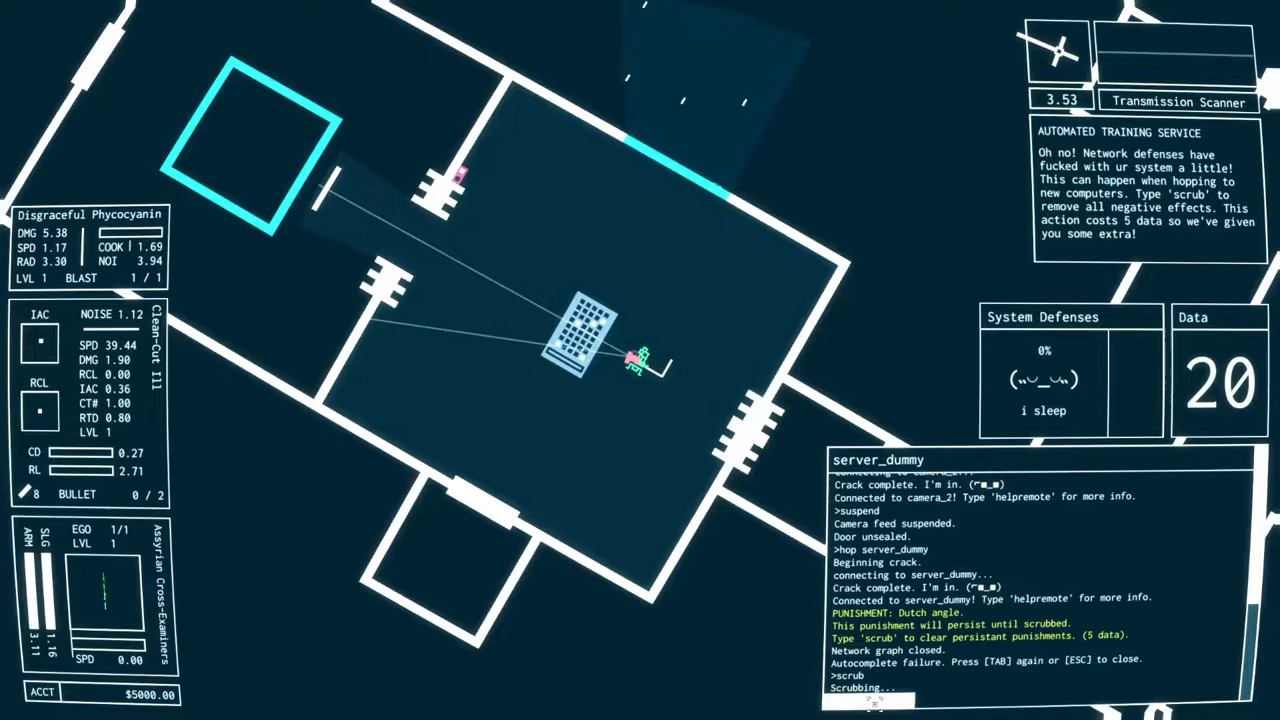 3.53
Transmission Scanner
AUTOMATED TRAINING SERVICE
Oh no! Network defenses have
fucked with ur system a little!
This can happen when hopping to
new computers. Type 'scrub' to
remove all negative effects. This
action costs 5 data so we've given
you some extra!
Disgraceful Phycocyanin
DMG 5.38
SPD 1.17
COOK 1.69
RAD 3.30
NOI 3.94
LVL 1
BLAST
1 / 1
IAC
NOISE 1.12
Clean-Cut Ill
SPD 39.44
DMG 1.90
RCL
RCL 0.00
IAC 0.36
CT# 1.00
RTD 0.80
LVL 1
CD
0.27
RL
2.71
8
BULLET
0 / 2
ARM
SLG
EGO
1/1
LVL
1
Assyrian Cross-Examiners
3.11
1.16
SPD
0.00
ACCT
$5000.00
System Defenses
0%
i sleep
Data
20
server_dummy
Crack complete. I'm in. (⌐■_■)
Connected to camera_2! Type 'helpremote' for more info.
>suspend
Camera feed suspended.
Door unsealed.
>hop server_dummy
Beginning crack.
connecting to server_dummy...
Crack complete. I'm in. (⌐■_■)
Connected to server_dummy! Type 'helpremote' for more info.
PUNISHMENT: Dutch angle.
This punishment will persist until scrubbed.
Type 'scrub' to clear persistant punishments. (5 data).
Network graph closed.
Autocomplete failure. Press [TAB] again or [ESC] to close.
>scrub
Scrubbing...